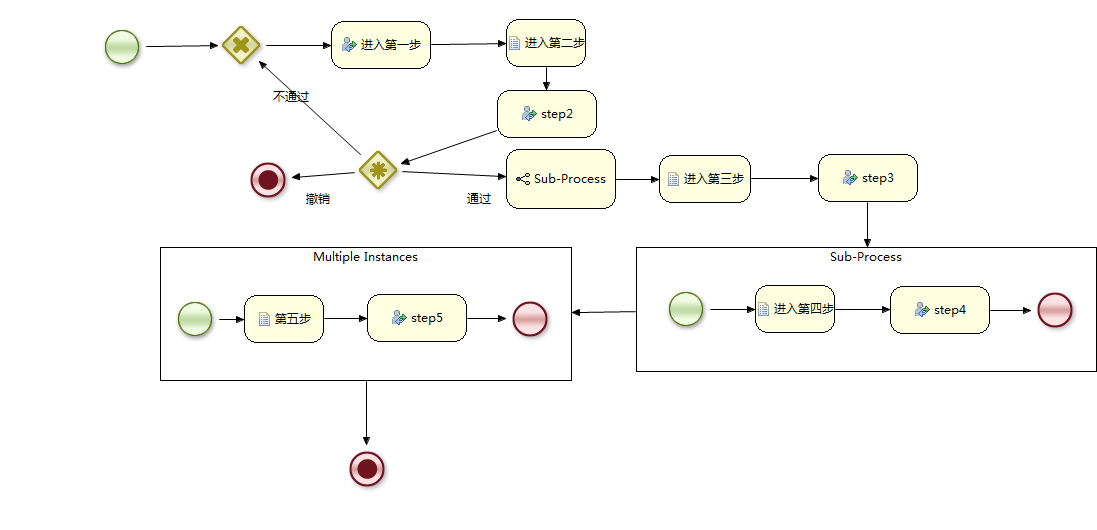 进入第一步
进入第二步
不通过
step2
撤销
通过
Sub-Process
进入第三步
step3
Multiple Instances
Sub-Process
第五步
step5
进入第四步
step4